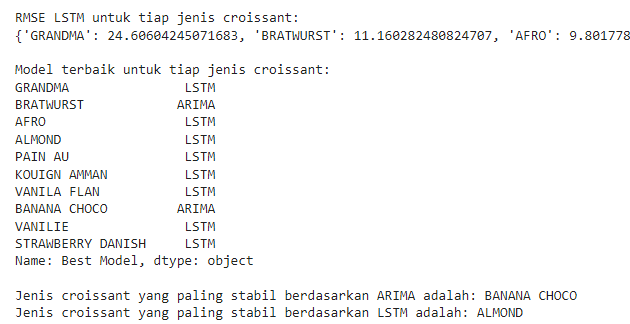 RMSE LSTM untuk tiap jenis croissant:
{'GRANDMA': 24.60604245071683, 'BRATWURST': 11.160282480824707, 'AFRO': 9.801778
Model terbaik untuk tiap jenis croissant:
GRANDMA LSTM
BRATWURST ARIMA
AFRO LSTM
ALMOND LSTM
PAIN AU LSTM
KOUIGN AMMAN LSTM
VANILA FLAN LSTM
BANANA CHOCO ARIMA
VANILIE LSTM
STRAWBERRY DANISH LSTM
Name: Best Model, dtype: object
Jenis croissant yang paling stabil berdasarkan ARIMA adalah: BANANA CHOCO
Jenis croissant yang paling stabil berdasarkan LSTM adalah: ALMOND